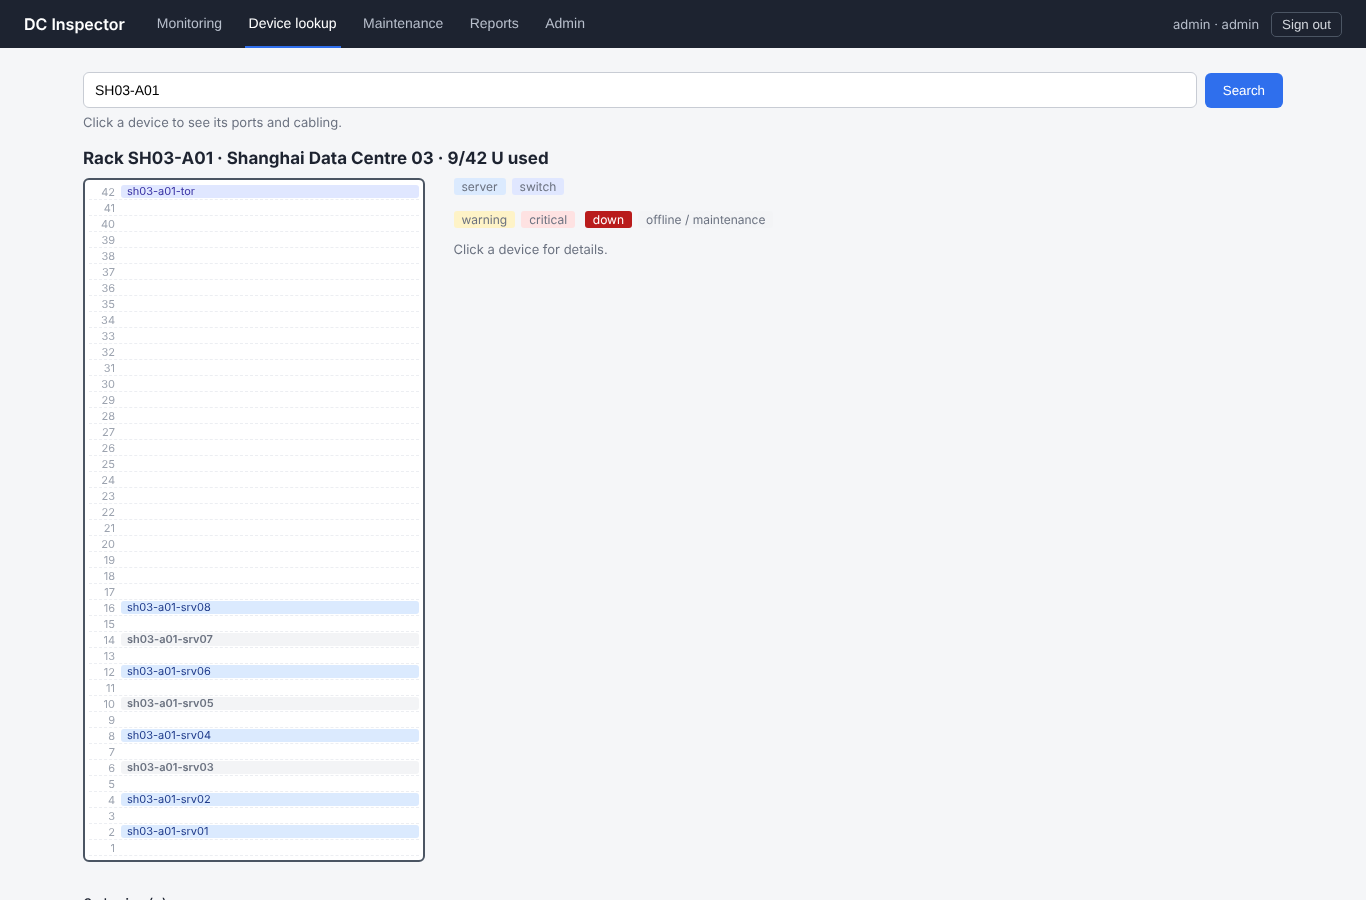 DC Inspector Monitoring Device lookup Maintenance Reports Admin admin · admin Sign out
SH03-A01 Search
Click a device to see its ports and cabling.
Rack SH03-A01 · Shanghai Data Centre 03 · 9/42 U used
42 sh03-a01-tor
41
40
39
38
37
36
35
34
33
32
31
30
29
28
27
26
25
24
23
22
21
20
19
18
17
16 sh03-a01-srv08
15
14 sh03-a01-srv07
13
12 sh03-a01-srv06
11
10 sh03-a01-srv05
9
8 sh03-a01-srv04
7
6 sh03-a01-srv03
5
4 sh03-a01-srv02
3
2 sh03-a01-srv01
1
server switch
warning critical down offline / maintenance
Click a device for details.